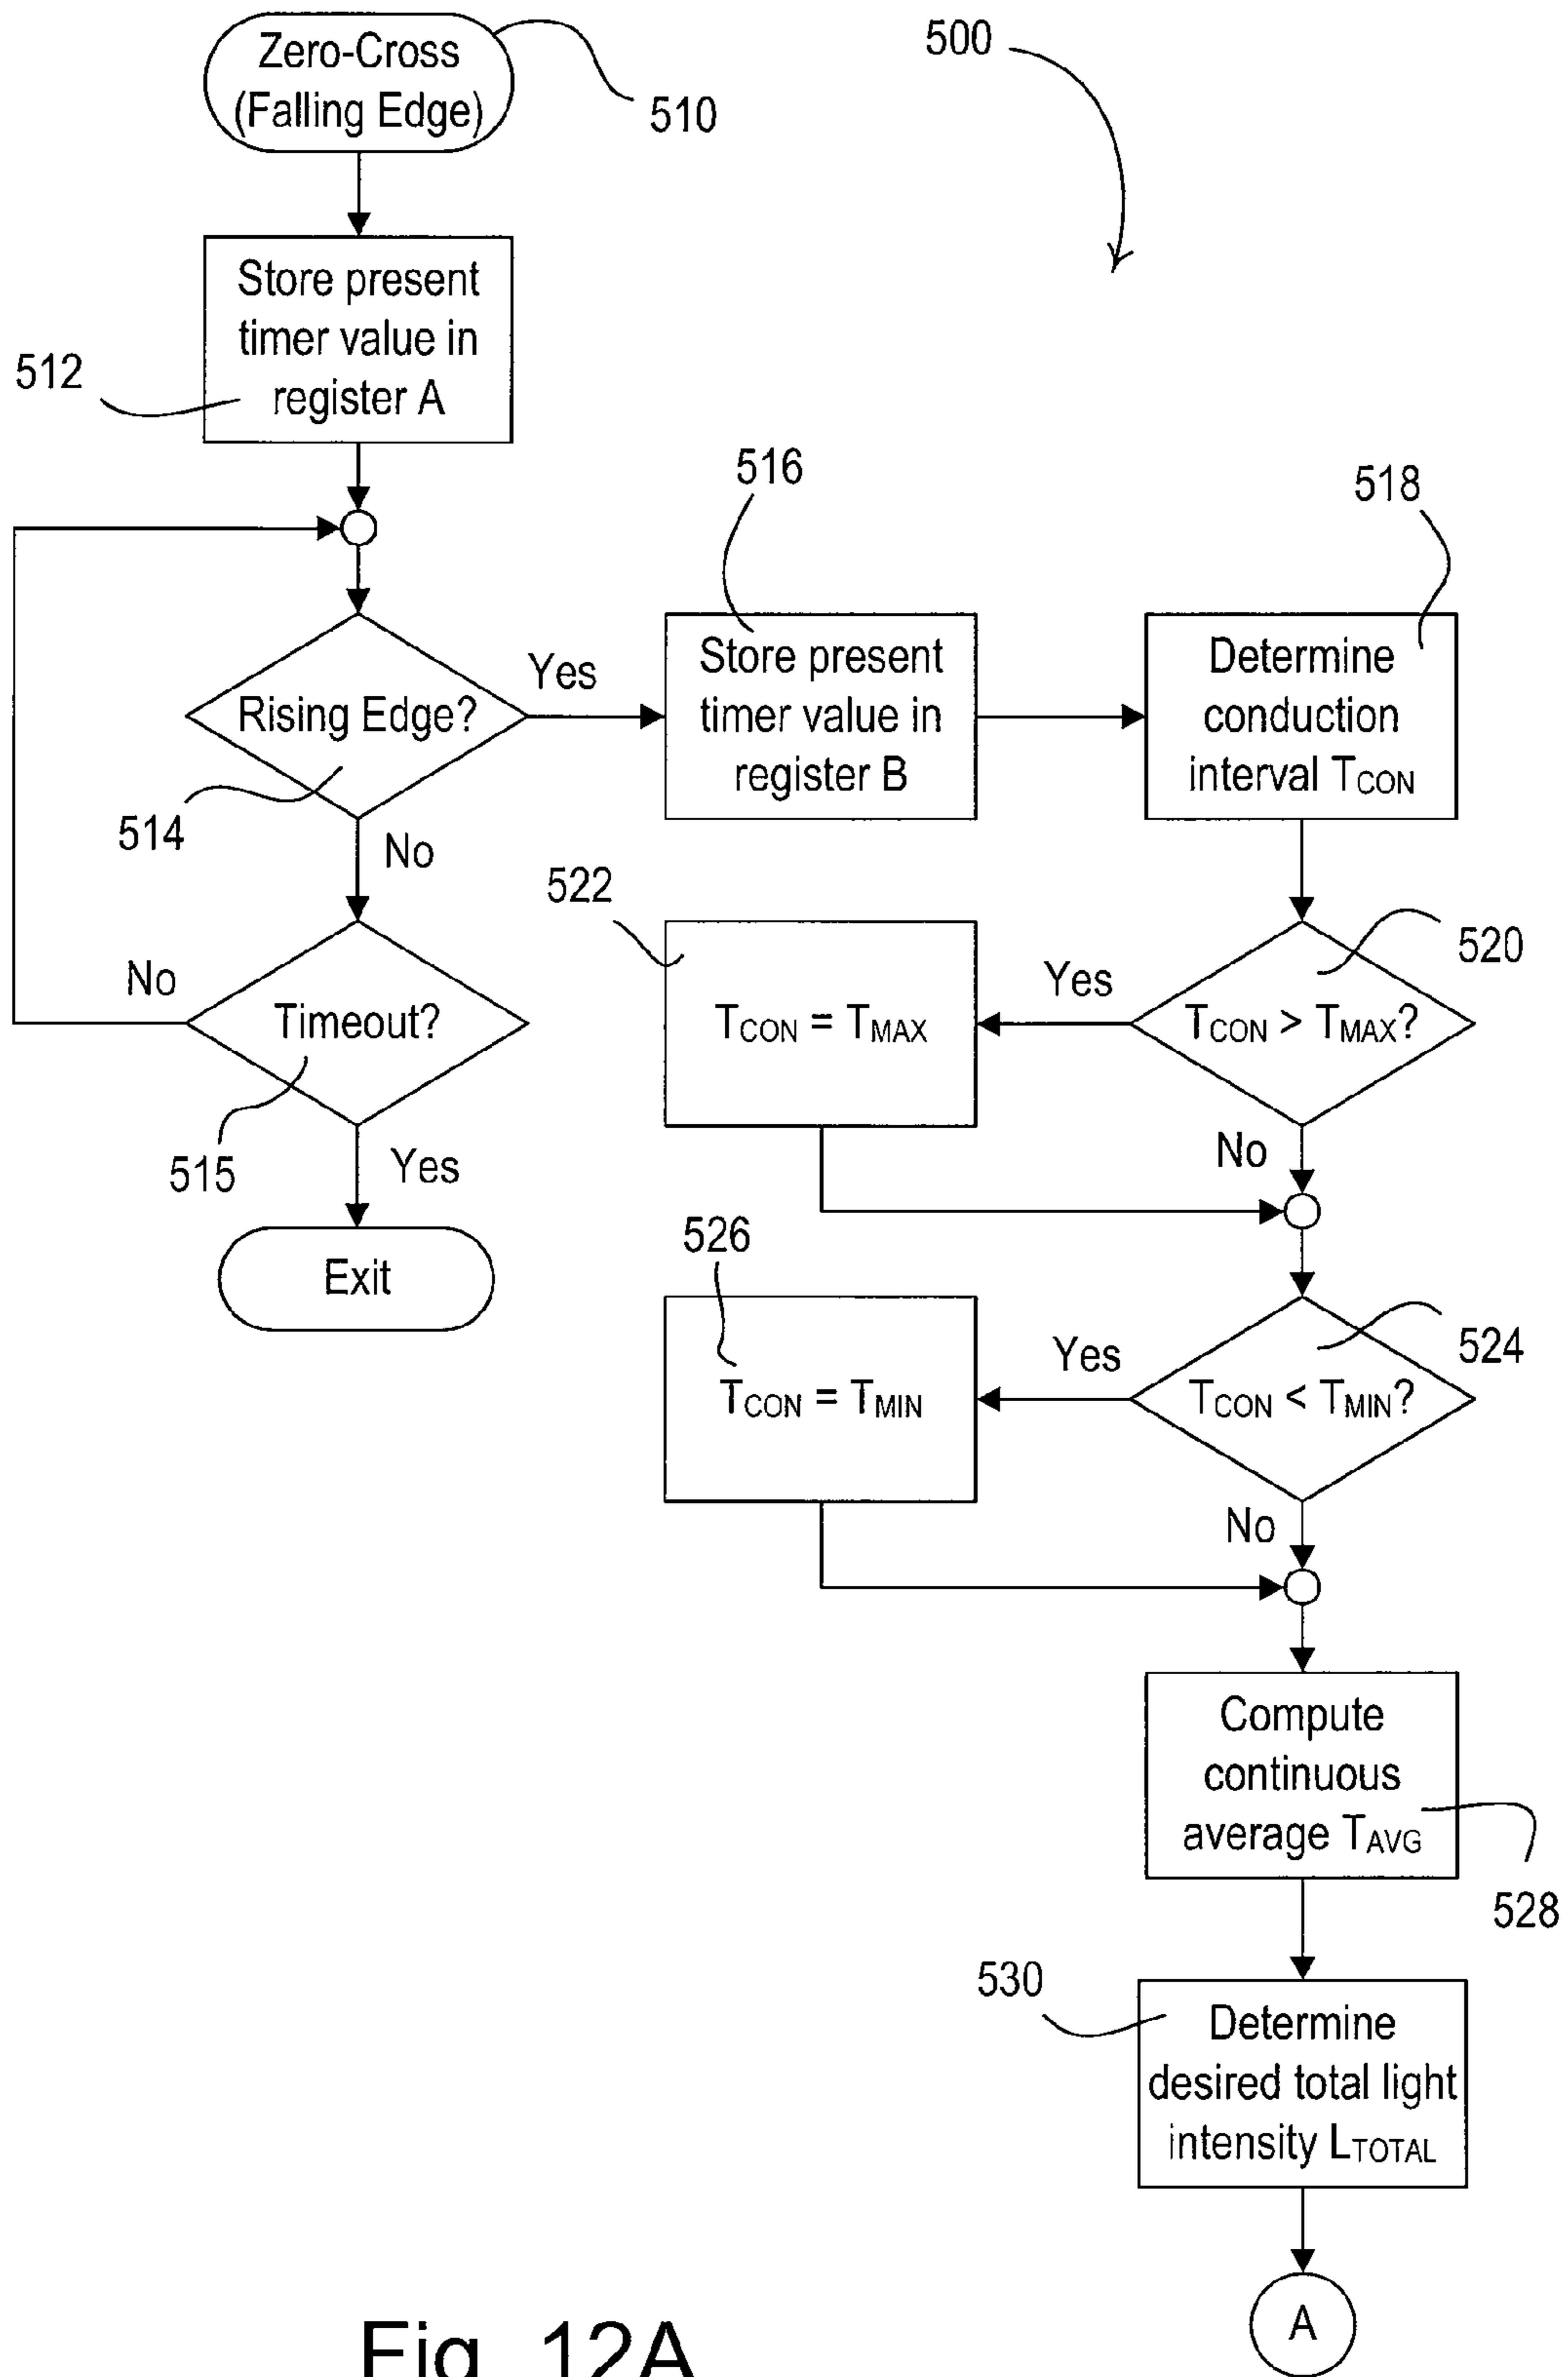 Zero-Cross
(Falling Edge)
510
500
Store present
timer value in
register A
512
Rising Edge?
514
Yes
No
Timeout?
515
No
Yes
Exit
516
Store present
timer value in
register B
518
Determine
conduction
interval TCON
520
TCON > TMAX?
Yes
No
522
TCON = TMAX
524
TCON < TMIN?
Yes
No
526
TCON = TMIN
Compute
continuous
average TAVG
528
530
Determine
desired total light
intensity LTOTAL
A
Fig. 12A